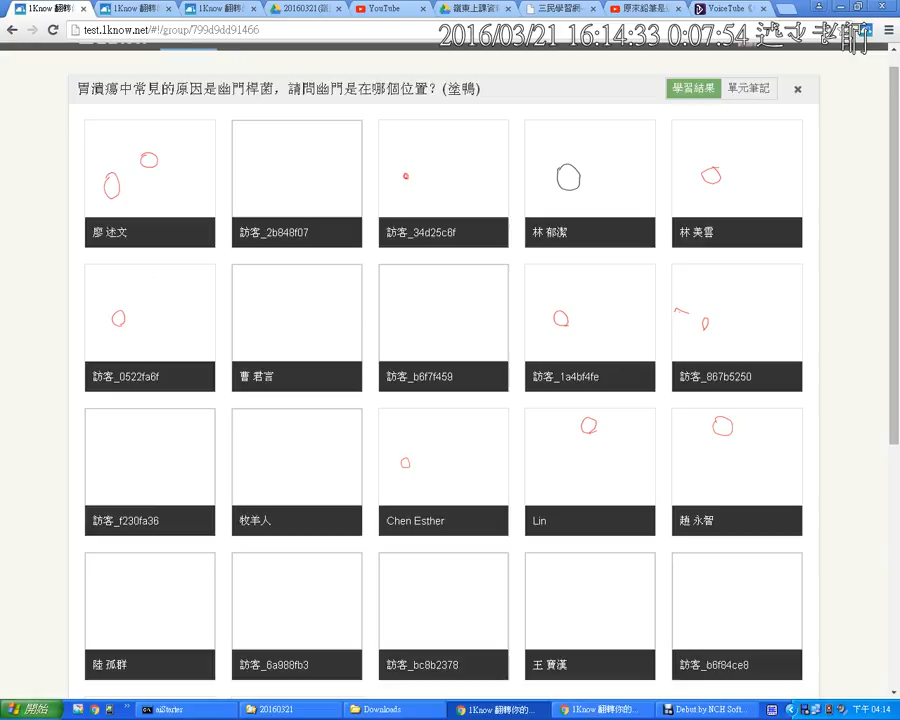 1Know 翻轉
1Know 翻轉
1Know 翻轉
20160321
YouTube
嶺東上課資
三民學習網
原來鉛筆是
VoiceTube
test.1know.net/#!/group/799d9dd91466
2016/03/21 16:14:33 0:07:54
胃潰瘍中常見的原因是幽門桿菌，請問幽門是在哪個位置? (塗鴨)
學習結果 單元筆記
廖 述文
訪客_2b848f07
訪客_34d25c8f
林 郁潔
林 美雲
訪客_0522fa6f
曹 君言
訪客_b6f7f459
訪客_1a4bf4fe
訪客_867b5250
訪客_f230fa36
牧羊人
Chen Esther
Lin
趙 永智
陸 孤群
訪客_6a988fb3
訪客_bc8b2378
王 寶漢
訪客_b6f84ce8
開始
aiStarter
20160321
Downloads
1Know 翻轉你的...
1Know 翻轉你的...
Debut by NCH Soft...
下午 04:14